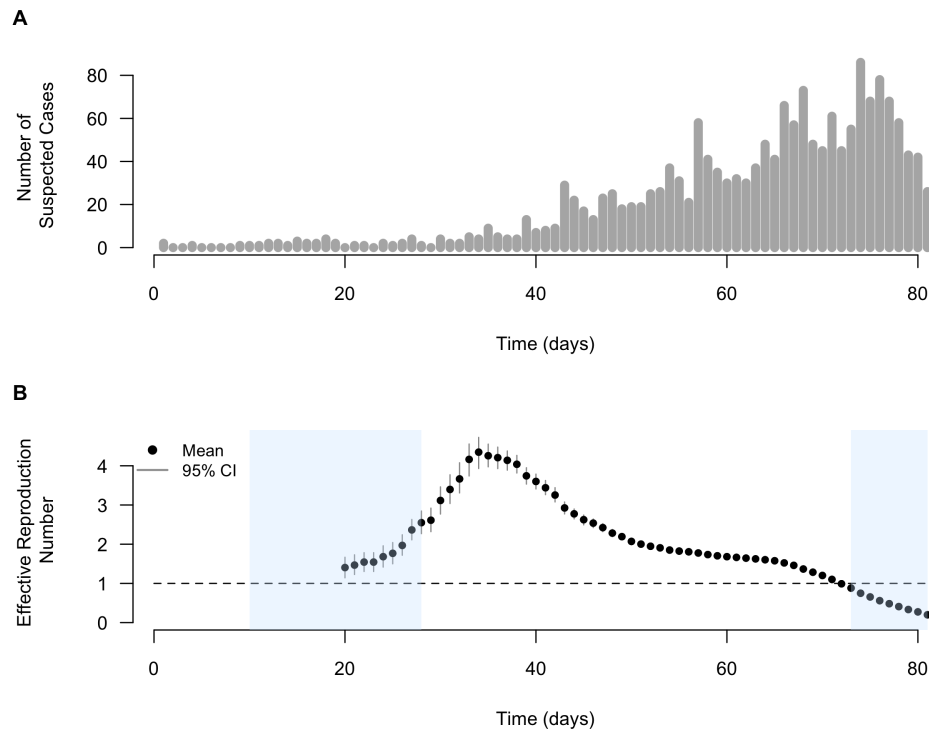 A
Number of
Suspected Cases
80
60
40
20
0
0 20 40 60 80
Time (days)
B
Effective Reproduction
Number
Mean
95% CI
4
3
2
1
0
0 20 40 60 80
Time (days)